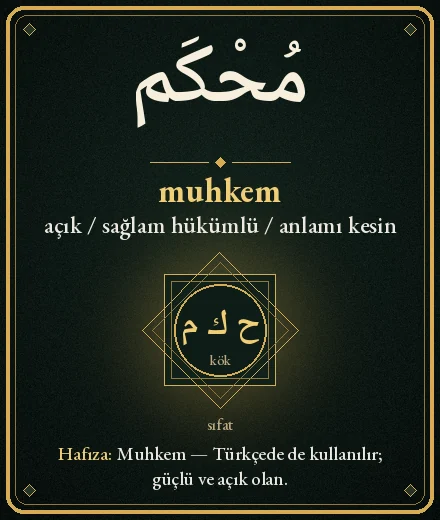 مُحْكَم
muhkem
açık / sağlam hükümlü / anlamı kesin
ح ك م
kök
sıfat
Hafıza: Muhkem — Türkçede de kullanılır;
güçlü ve açık olan.